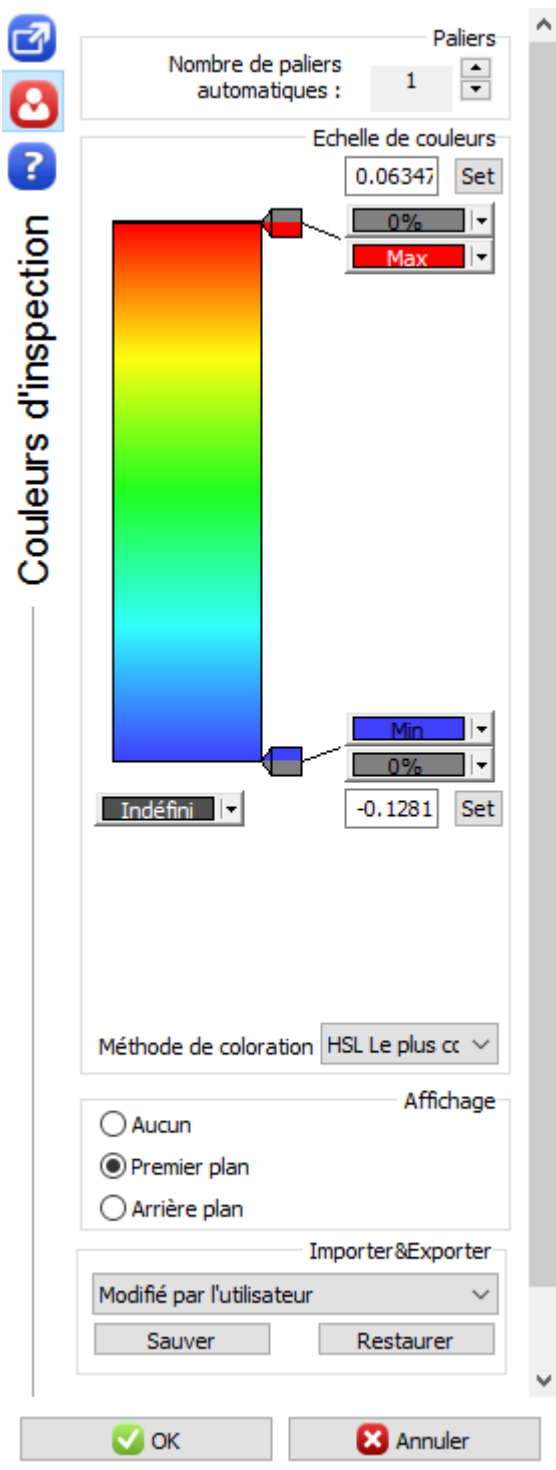 Paliers
Nombre de paliers
automatiques :
1
Echelle de couleurs
0.06347
Set
0%
Max
Min
0%
Indéfini
-0.1281
Set
Méthode de coloration
HSL Le plus cc
Affichage
Aucun
Premier plan
Arrière plan
Importer&Exporter
Modifié par l'utilisateur
Sauver
Restaurer
?
Couleurs d'inspection
OK
Annuler